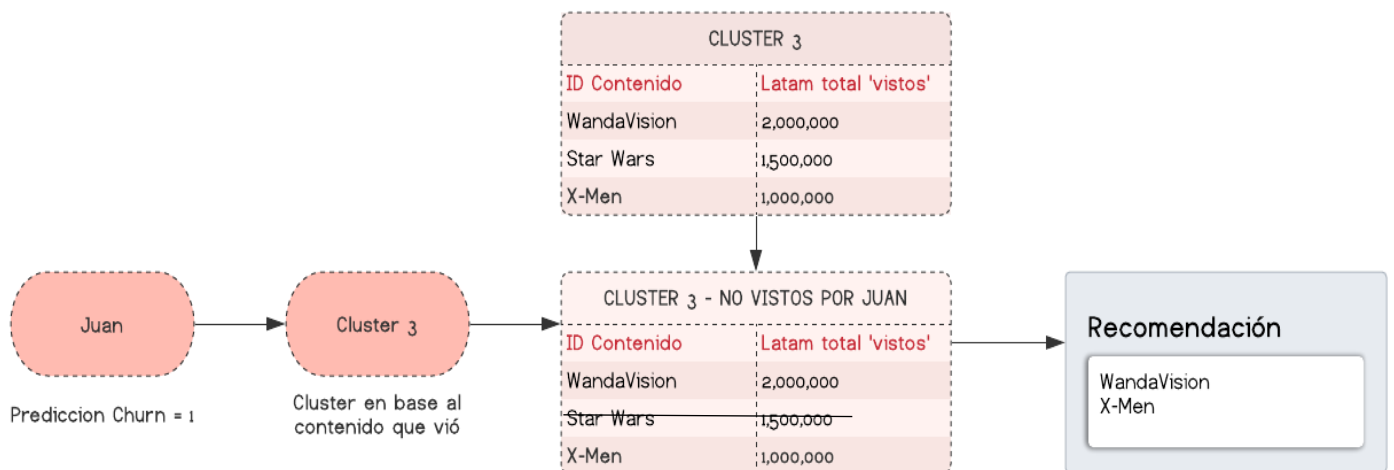 CLUSTER 3
ID Contenido Latam total 'vistos'
WandaVision 2,000,000
Star Wars 1,500,000
X-Men 1,000,000
Juan
Prediccion Churn = 1
Cluster 3
Cluster en base al
contenido que vió
CLUSTER 3 - NO VISTOS POR JUAN
ID Contenido Latam total 'vistos'
WandaVision 2,000,000
Star Wars 1,500,000
X-Men 1,000,000
Recomendación
WandaVision
X-Men